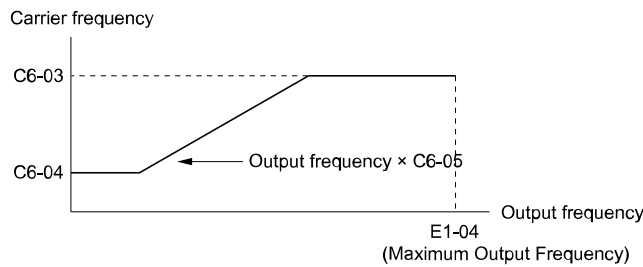 Carrier frequency
C6-03
Output frequency × C6-05
C6-04
Output frequency
E1-04
(Maximum Output Frequency)